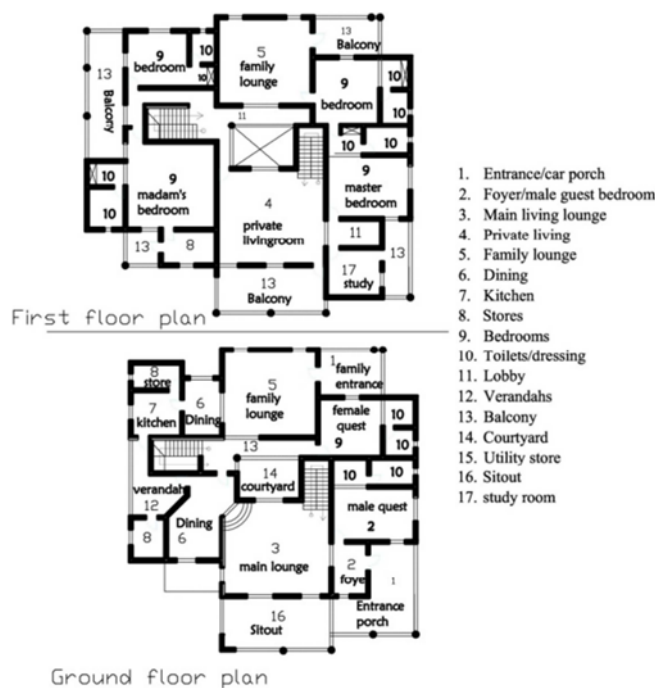 13
Balcony
5
family
lounge
9
bedroom
10
10
13
Balcony
9
bedroom
10
10
11
10
10
9
madam's
bedroom
10
10
4
private
livingroom
9
master
bedroom
11
13
8
13
17
study
13
Balcony
First floor plan
1
family
entrance
8
store
5
family
lounge
7
kitchen
6
Dining
female
quest
9
10
10
13
14
courtyard
10
10
verandah
12
male quest
2
Dining
6
8
3
main lounge
2
foye
1
Entrance
porch
16
Sitout
Ground floor plan
1. Entrance/car porch
2. Foyer/male guest bedroom
3. Main living lounge
4. Private living
5. Family lounge
6. Dining
7. Kitchen
8. Stores
9. Bedrooms
10. Toilets/dressing
11. Lobby
12. Verandahs
13. Balcony
14. Courtyard
15. Utility store
16. Sitout
17. study room